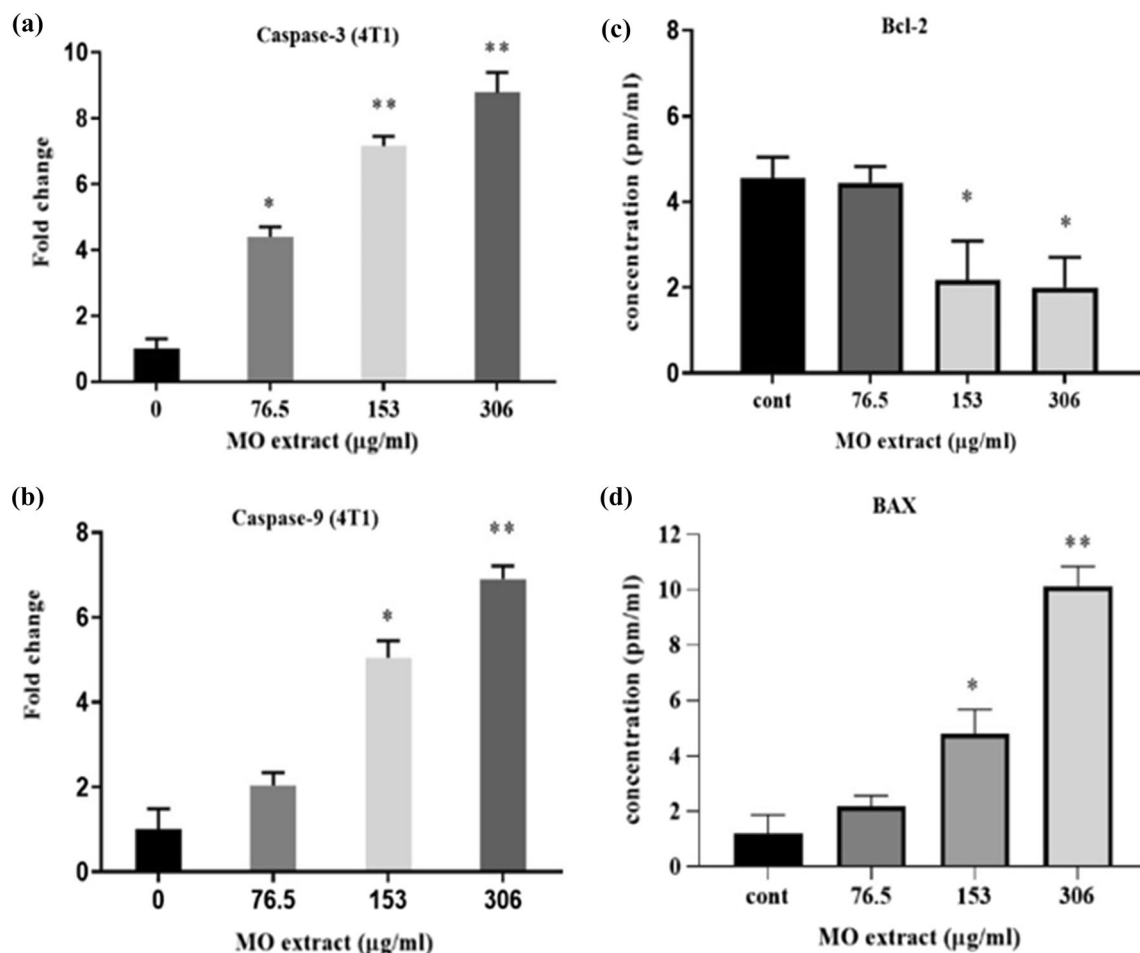 (a)
Caspase-3 (4T1)
Fold change
10
8
6
4
2
0
*
**
**
0 76.5 153 306
MO extract (µg/ml)
(c)
Bcl-2
concentration (pm/ml)
8
6
4
2
0
*
*
cont 76.5 153 306
MO extract (µg/ml)
(b)
Caspase-9 (4T1)
Fold change
8
6
4
2
0
*
**
0 76.5 153 306
MO extract (µg/ml)
(d)
BAX
concentration (pm/ml)
12
10
8
6
4
2
0
*
**
cont 76.5 153 306
MO extract (µg/ml)